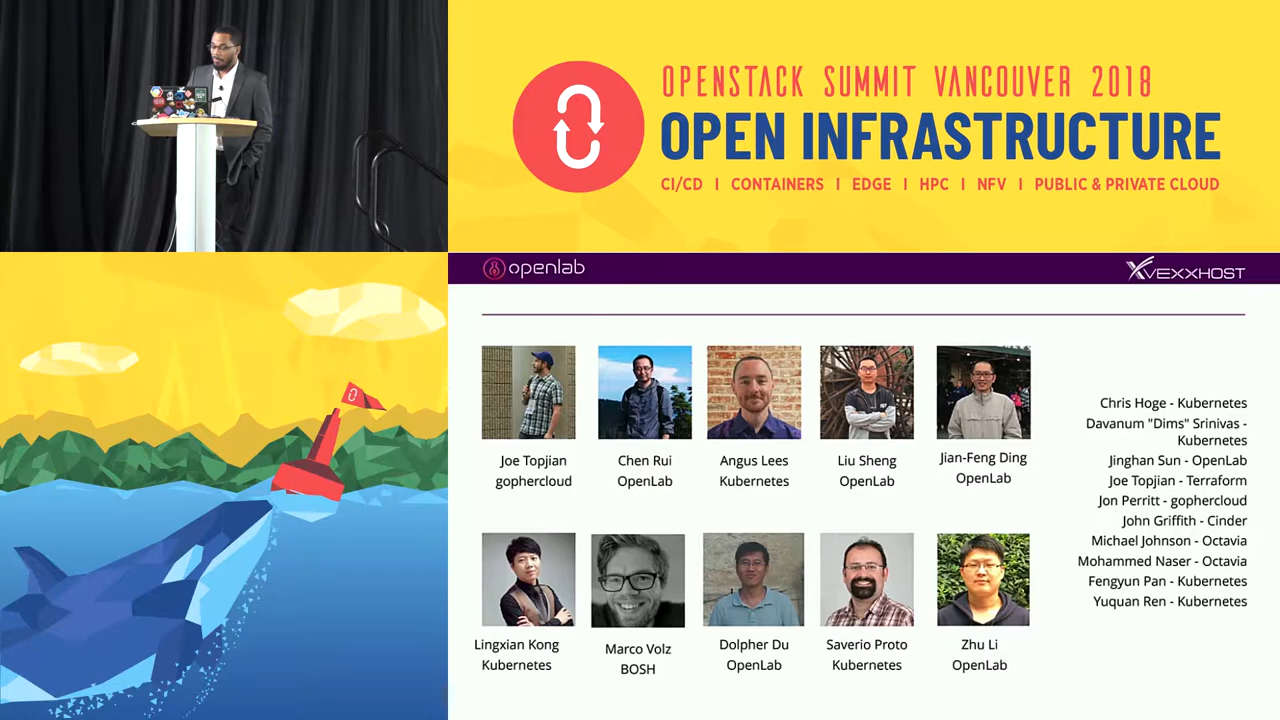 OPENSTACK SUMMIT VANCOUVER 2018
OPEN INFRASTRUCTURE
CI/CD | CONTAINERS | EDGE | HPC | NFV | PUBLIC & PRIVATE CLOUD
openlab
VEXXHOST
Joe Topjian
gophercloud
Chen Rui
OpenLab
Angus Lees
Kubernetes
Liu Sheng
OpenLab
Jian-Feng Ding
OpenLab
Lingxian Kong
Kubernetes
Marco Volz
BOSH
Dolpher Du
OpenLab
Saverio Proto
Kubernetes
Zhu Li
OpenLab
Chris Hoge - Kubernetes
Davanum "Dims" Srinivas -
Kubernetes
Jinghan Sun - OpenLab
Joe Topjian - Terraform
Jon Perritt - gophercloud
John Griffith - Cinder
Michael Johnson - Octavia
Mohammed Naser - Octavia
Fengyun Pan - Kubernetes
Yuquan Ren - Kubernetes